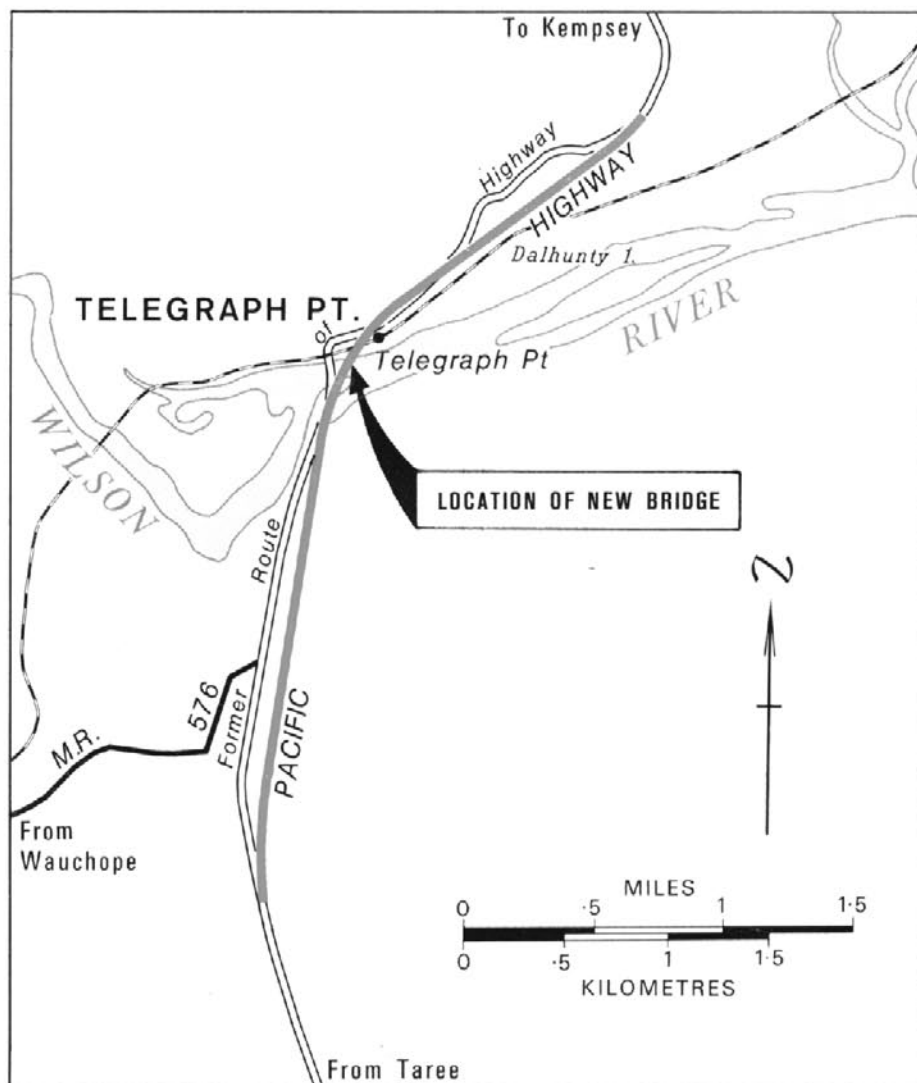 To Kempsey
Highway
HIGHWAY
Dalhunty I.
TELEGRAPH PT.
of
Telegraph Pt
RIVER
WILSON
LOCATION OF NEW BRIDGE
Route
N
576
M.R.
Former
PACIFIC
From
Wauchope
MILES
0 ·5 1 1·5
0 ·5 1 1·5
KILOMETRES
From Taree